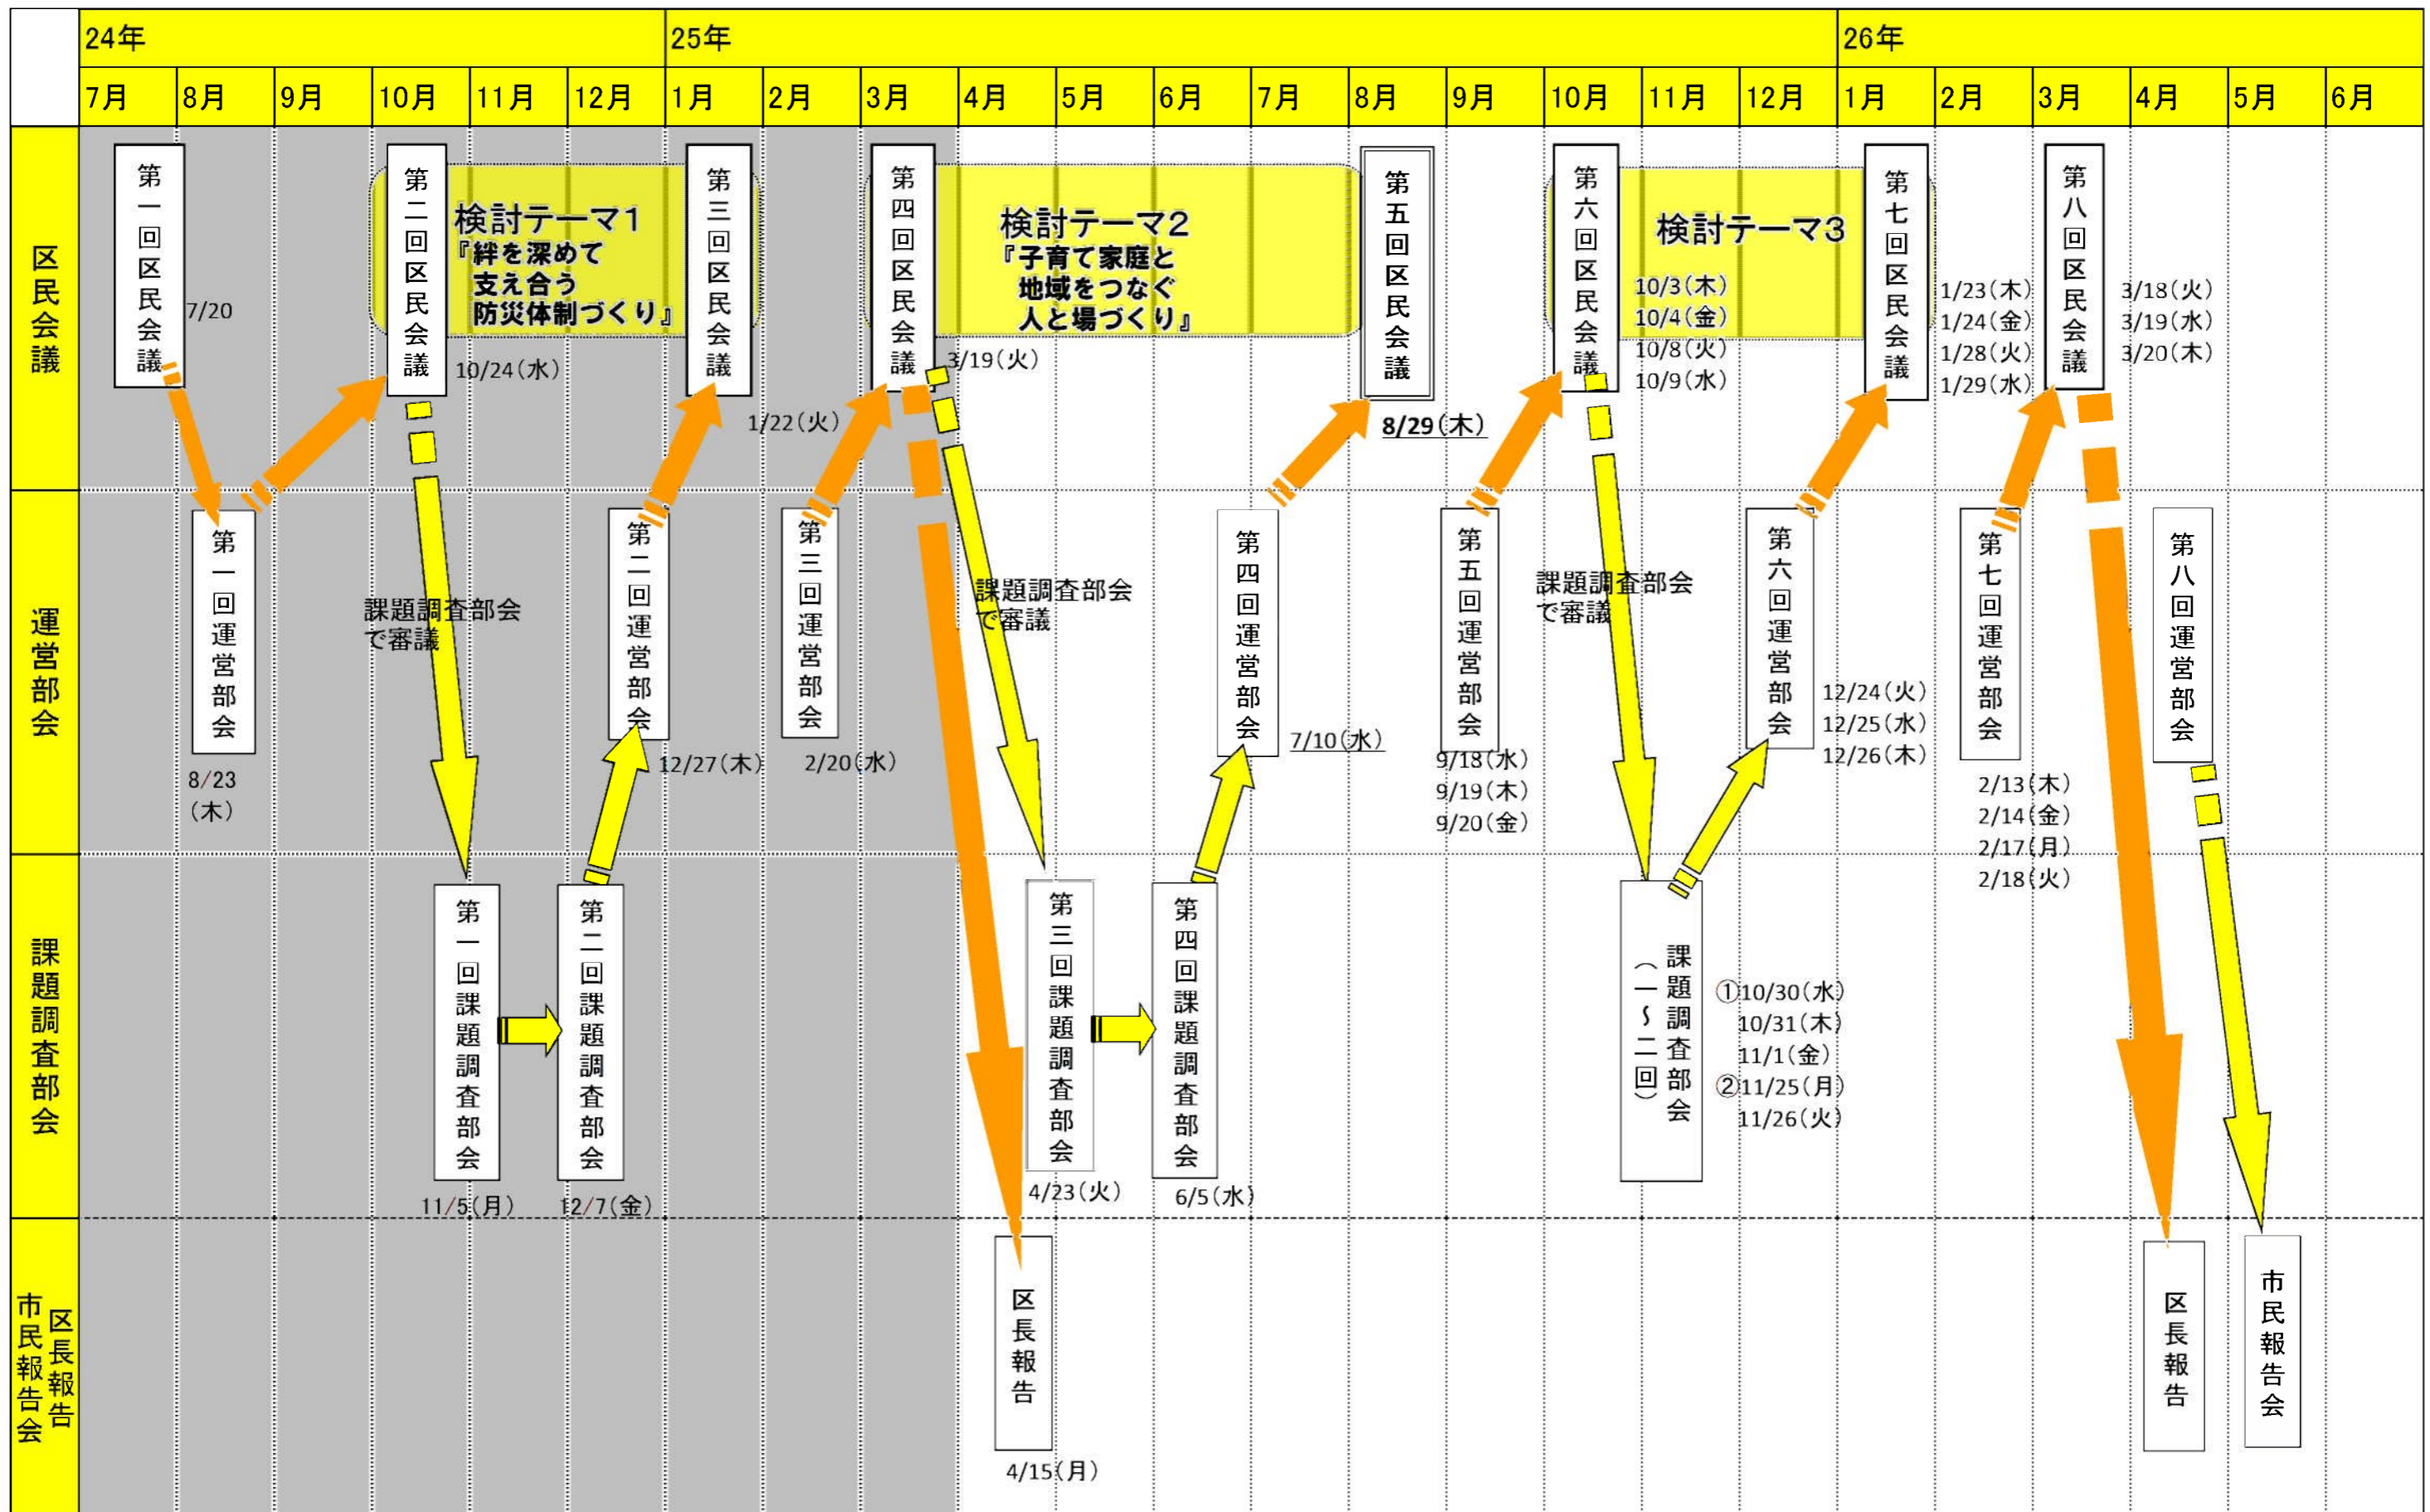 24年
25年
26年
7月
8月
9月
10月
11月
12月
1月
2月
3月
4月
5月
6月
7月
8月
9月
10月
11月
12月
1月
2月
3月
4月
5月
6月
区民会議
第一回区民会議
7/20
第二回区民会議
10/24(水)
検討テーマ1
『絆を深めて
支え合う
防災体制づくり』
第三回区民会議
1/22(火)
第四回区民会議
3/19(火)
検討テーマ2
『子育て家庭と
地域をつなぐ
人と場づくり』
第五回区民会議
8/29(木)
第六回区民会議
検討テーマ3
10/3(木)
10/4(金)
10/8(火)
10/9(水)
第七回区民会議
1/23(木)
1/24(金)
1/28(火)
1/29(水)
第八回区民会議
3/18(火)
3/19(水)
3/20(木)
運営部会
第一回運営部会
8/23
(木)
課題調査部会
で審議
第二回運営部会
12/27(木)
第三回運営部会
2/20(水)
課題調査部会
で審議
第四回運営部会
7/10(水)
第五回運営部会
9/18(水)
9/19(木)
9/20(金)
課題調査部会
で審議
第六回運営部会
12/24(火)
12/25(水)
12/26(木)
第七回運営部会
2/13(木)
2/14(金)
2/17(月)
2/18(火)
第八回運営部会
課題調査部会
第一回課題調査部会
11/5(月)
第二回課題調査部会
12/7(金)
第三回課題調査部会
4/23(火)
第四回課題調査部会
6/5(水)
課題調査部会
(一~二回)
①10/30(水)
10/31(木)
11/1(金)
②11/25(月)
11/26(火)
区長報告
市民報告会
区長報告
4/15(月)
区長報告
市民報告会